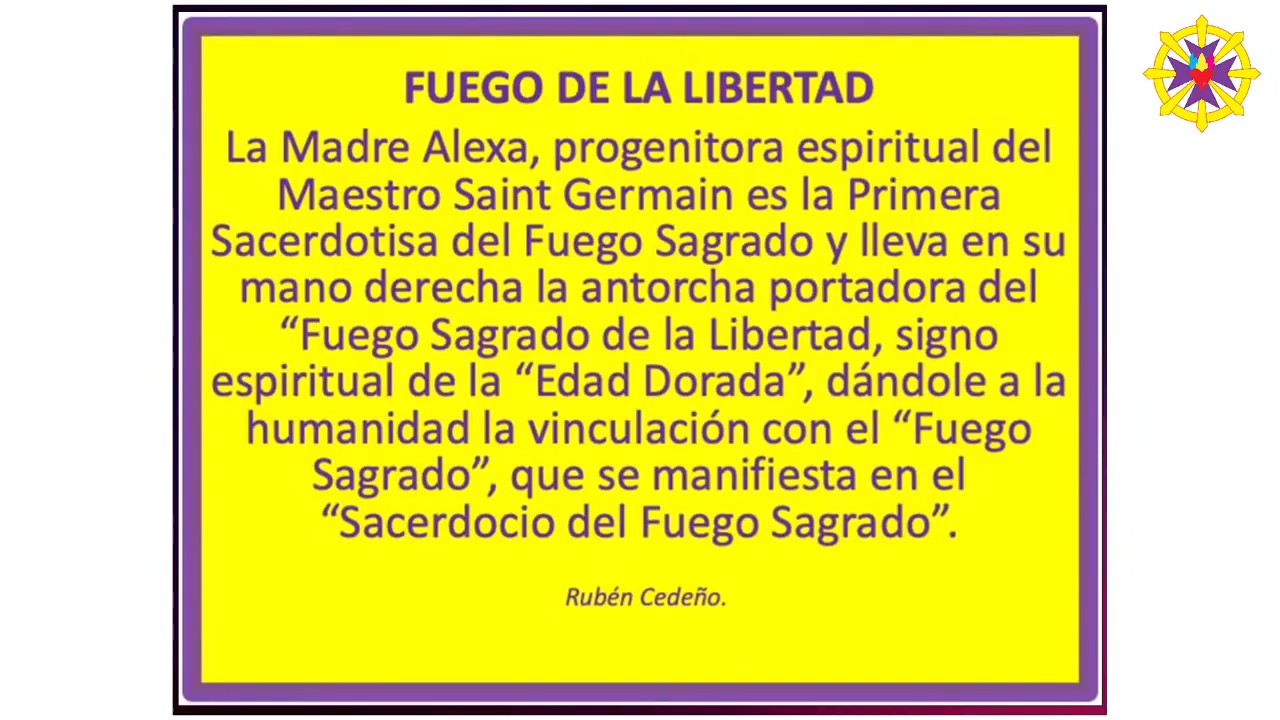 FUEGO DE LA LIBERTAD
La Madre Alexa, progenitora espiritual del
Maestro Saint Germain es la Primera
Sacerdotisa del Fuego Sagrado y lleva en su
mano derecha la antorcha portadora del
“Fuego Sagrado de la Libertad, signo
espiritual de la “Edad Dorada”, dándole a la
humanidad la vinculación con el “Fuego
Sagrado”, que se manifiesta en el
“Sacerdocio del Fuego Sagrado”.
Rubén Cedeño.